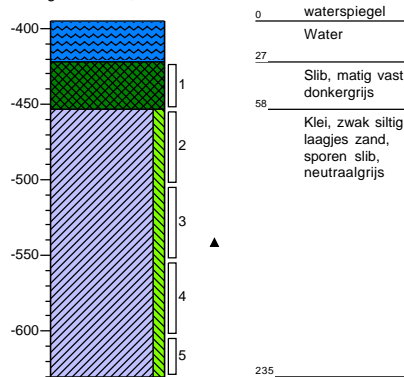 0 waterspiegel
-400
Water
27
Slib, matig vast
donkergrijs
1
-450
58
Klei, zwak siltig
laagjes zand,
sporen slib,
neutraalgrijs
2
-500
3
-550
4
-600
5
235